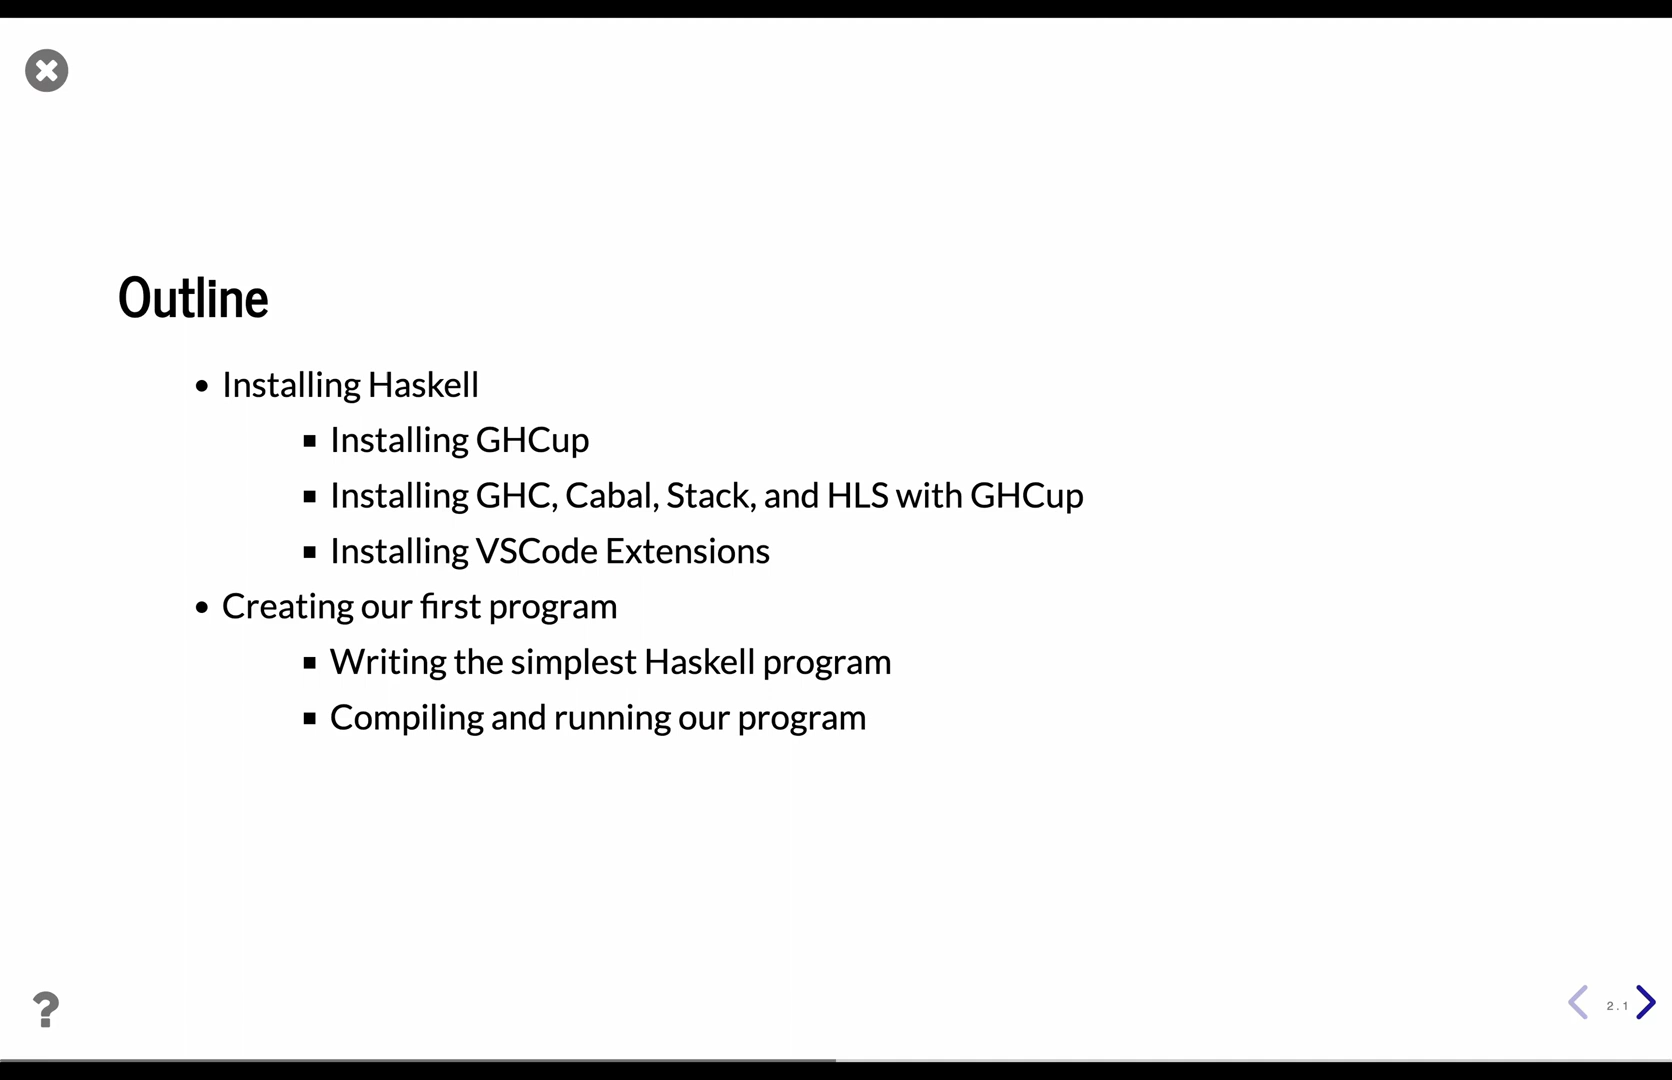 Outline
• Installing Haskell
▪ Installing GHCup
▪ Installing GHC, Cabal, Stack, and HLS with GHCup
▪ Installing VSCode Extensions
• Creating our first program
▪ Writing the simplest Haskell program
▪ Compiling and running our program
?
2.1